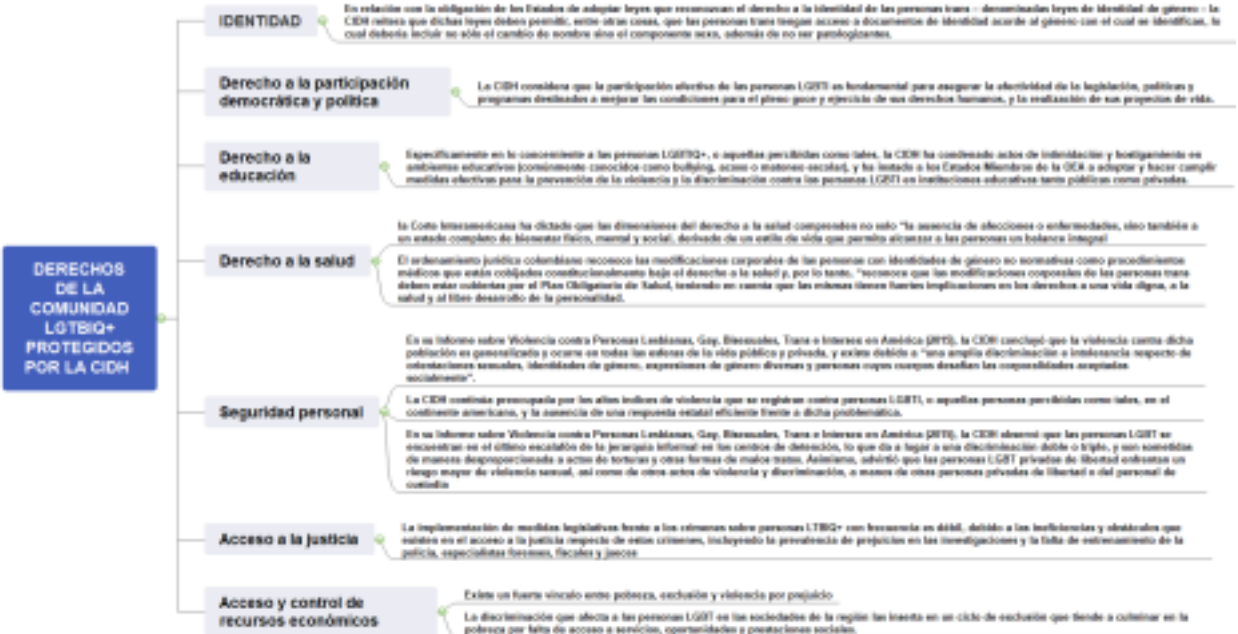 IDENTIDAD
En relación con la obligación de los Estados de adoptar leyes que reconozcan el derecho a la identidad de las personas trans – denominadas leyes de identidad de género – la
CIDH reitera que dichas leyes deben permitir, entre otras cosas, que las personas trans tengan acceso a documentos de identidad acorde al género con el cual se identifican, lo
cual debería incluir no sólo el cambio de nombre sino el componente sexo, además de no ser patologizantes.
Derecho a la participación
democrática y política
La CIDH considera que la participación efectiva de las personas LGBTI es fundamental para asegurar la efectividad de la legislación, políticas y
programas destinados a mejorar las condiciones para el pleno goce y ejercicio de sus derechos humanos, y la realización de sus proyectos de vida.
Derecho a la
educación
Específicamente en lo concerniente a las personas LGBTIQ+, o aquellas percibidas como tales, la CIDH ha condenado actos de intimidación y hostigamiento en
ambientes educativos (comúnmente conocidos como bullying, acoso o matoneo escolar), y ha instado a los Estados Miembros de la OEA a adoptar y hacer cumplir
medidas efectivas para la prevención de la violencia y la discriminación contra las personas LGBTI en instituciones educativas tanto públicas como privadas.
Derecho a la salud
la Corte Interamericana ha dictado que las dimensiones del derecho a la salud comprenden no solo "la ausencia de afecciones o enfermedades, sino también a
un estado completo de bienestar físico, mental y social, derivado de un estilo de vida que permita alcanzar a las personas un balance integral
El ordenamiento jurídico colombiano reconoce las modificaciones corporales de las personas con identidades de género no normativas como procedimientos
médicos que están cobijados constitucionalmente bajo el derecho a la salud y, por lo tanto, "reconoce que las modificaciones corporales de las personas trans
deben estar cubiertas por el Plan Obligatorio de Salud, teniendo en cuenta que las mismas tienen fuertes implicaciones en los derechos a una vida digna, a la
salud y al libre desarrollo de la personalidad.
DERECHOS
DE LA
COMUNIDAD
LGTBIQ+
PROTEGIDOS
POR LA CIDH
En su Informe sobre Violencia contra Personas Lesbianas, Gay, Bisexuales, Trans e Intersex en América (2015), la CIDH concluyó que la violencia contra dicha
población es generalizada y ocurre en todas las esferas de la vida pública y privada, y existe debido a "una amplia discriminación e intolerancia respecto de
orientaciones sexuales, identidades de género, expresiones de género diversas y personas cuyos cuerpos desafían las corporalidades aceptadas
socialmente".
Seguridad personal
La CIDH continúa preocupada por los altos índices de violencia que se registran contra personas LGBTI, o aquellas personas percibidas como tales, en el
continente americano, y la ausencia de una respuesta estatal eficiente frente a dicha problemática.
En su Informe sobre Violencia contra Personas Lesbianas, Gay, Bisexuales, Trans e Intersex en América (2015), la CIDH observó que las personas LGBT se
encuentran en el último escalafón de la jerarquía informal en los centros de detención, lo que da a lugar a una discriminación doble o triple, y son sometidas
de manera desproporcionada a actos de torturas y otras formas de malos tratos. Asimismo, advirtió que las personas LGBT privadas de libertad enfrentan un
riesgo mayor de violencia sexual, así como de otros actos de violencia y discriminación, a manos de otras personas privadas de libertad o del personal de
custodia
Acceso a la justicia
La implementación de medidas legislativas frente a los crímenes sobre personas LTBIQ+ con frecuencia es débil, debido a las ineficiencias y obstáculos que
existen en el acceso a la justicia respecto de estos crímenes, incluyendo la prevalencia de prejuicios en las investigaciones y la falta de entrenamiento de la
policía, especialistas forenses, fiscales y jueces
Acceso y control de
recursos económicos
Existe un fuerte vínculo entre pobreza, exclusión y violencia por prejuicio
La discriminación que afecta a las personas LGBT en las sociedades de la región las inserta en un ciclo de exclusión que tiende a culminar en la
pobreza por falta de acceso a servicios, oportunidades y prestaciones sociales.